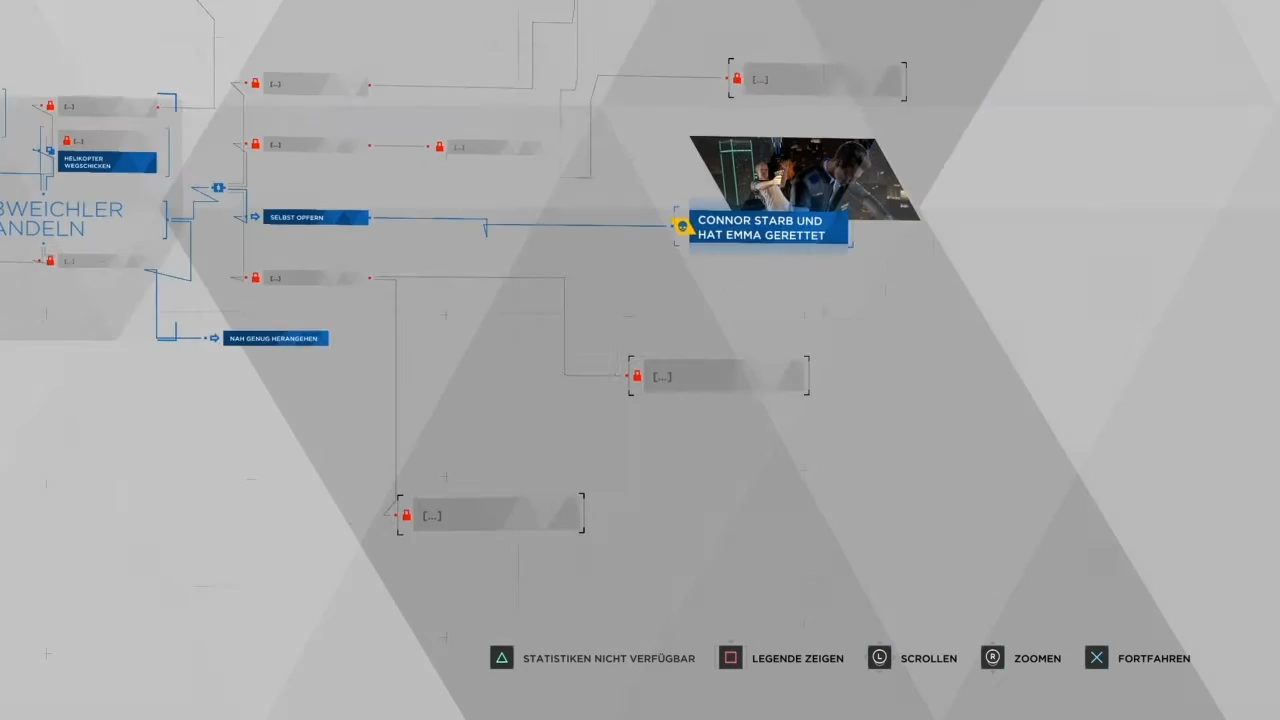 [...]
[...]
[...]
HELIKOPTER
WEGSCHICKEN
[...]
[...]
[...]
[...]
BWEICHLER
ANDELN
[...]
SELBST OPFERN
CONNOR STARB UND
HAT EMMA GERETTET
[...]
NAH GENUG HERANGEHEN
[...]
[...]
STATISTIKEN NICHT VERFÜGBAR
LEGENDE ZEIGEN
L
SCROLLEN
R
ZOOMEN
FORTFAHREN